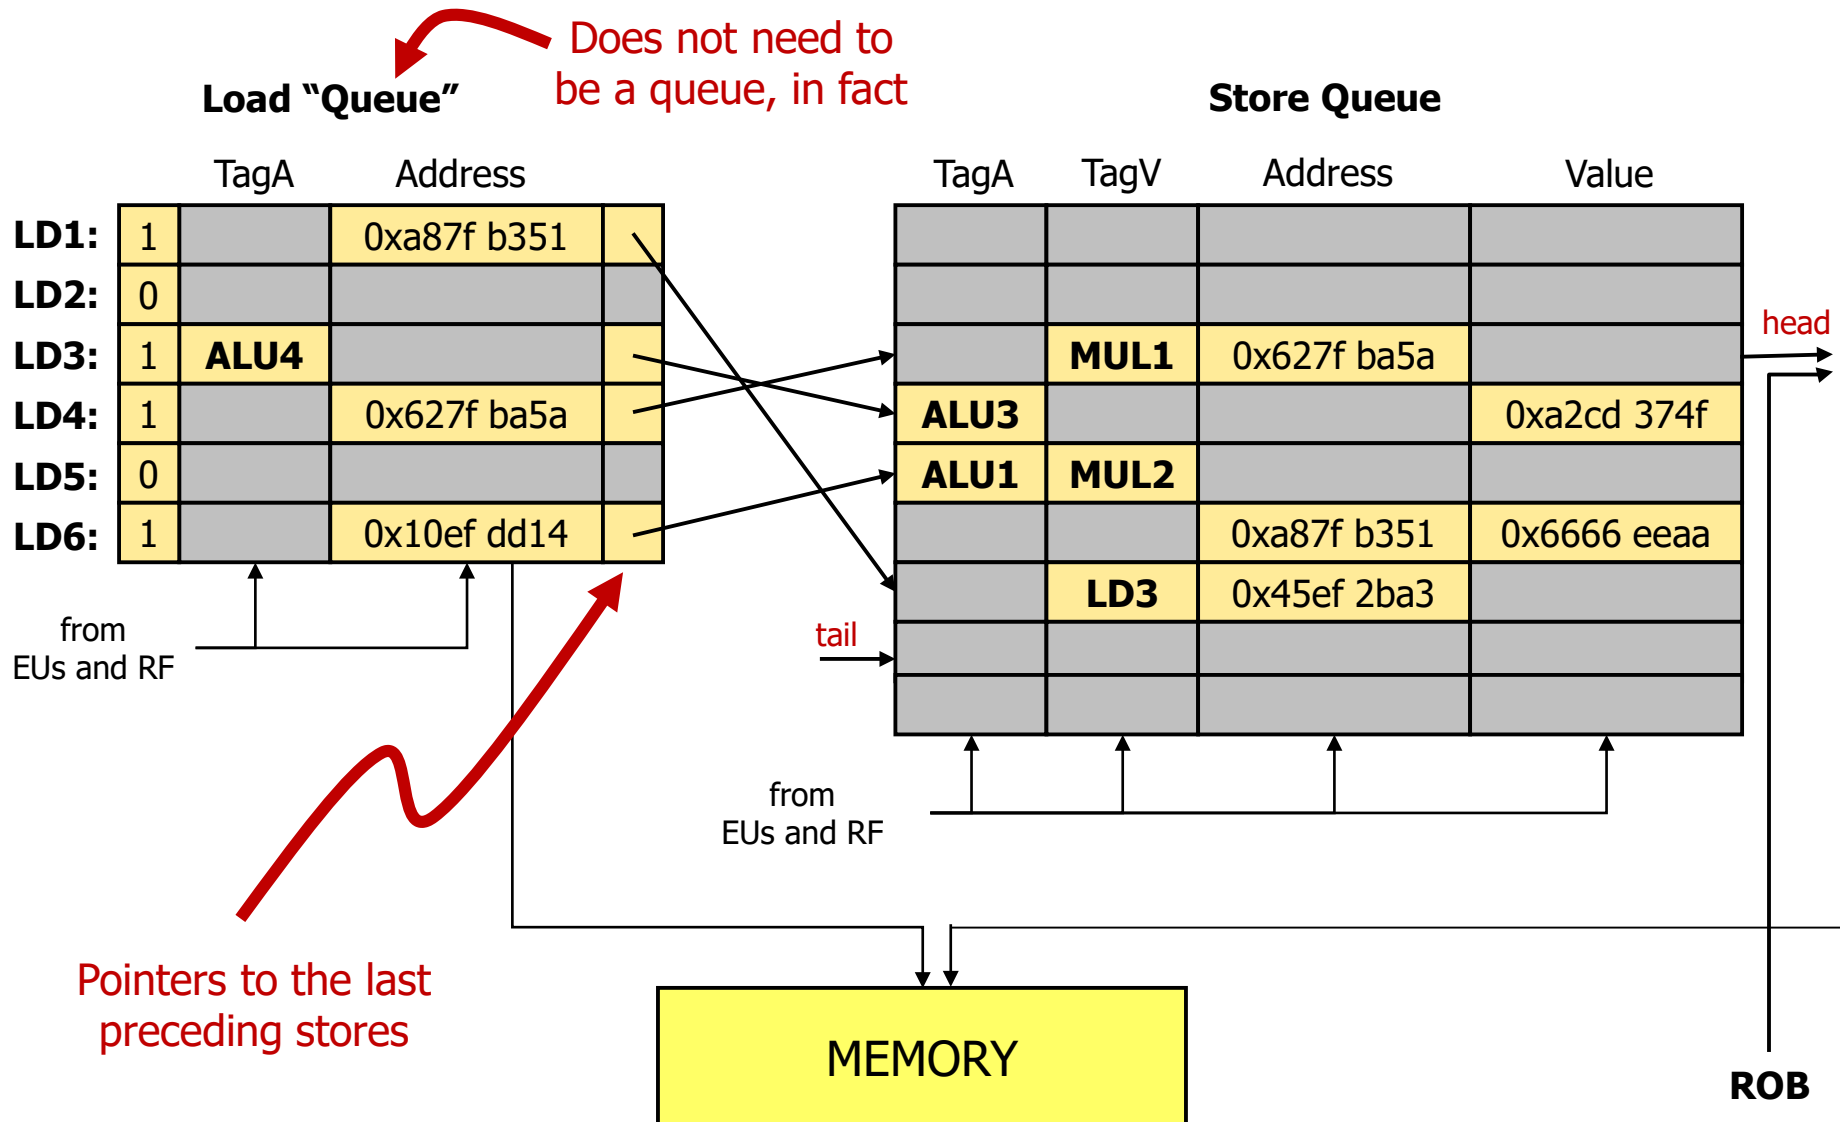 Does not need to
be a queue, in fact
Load “Queue”
Store Queue
TagA Address
TagA TagV Address Value
LD1: 1 0xa87f b351
LD2: 0
LD3: 1 ALU4
LD4: 1 0x627f ba5a
LD5: 0
LD6: 1 0x10ef dd14
MUL1 0x627f ba5a
ALU3 0xa2cd 374f
ALU1 MUL2
0xa87f b351 0x6666 eeaa
LD3 0x45ef 2ba3
head
tail
from
EUs and RF
from
EUs and RF
Pointers to the last
preceding stores
MEMORY
ROB